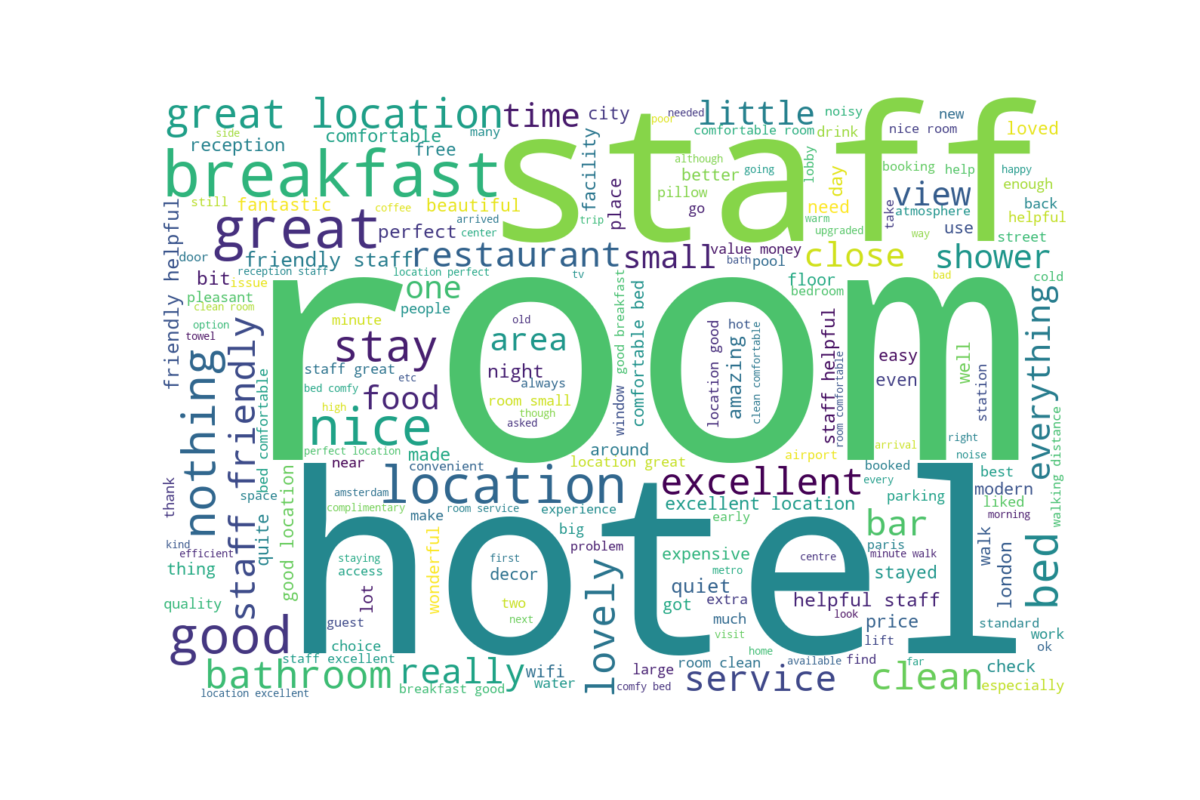 great location
time
city
needed
poor
little
noisy
new
side
comfortable
many
comfortable room
drink
nice room
loved
reception
free
facility
although
going
lobby
booking
help
happy
breakfast
staff
better
day
enough
still
fantastic
coffee
beautiful
pillow
need
view
back
friendly helpful
great
perfect
arrived
center
trip
place
go
warm
upgraded
take
atmosphere
use
way
helpful
street
door
friendly staff
restaurant
small
value money
bath
pool
close
shower
bit
issue
reception staff
location perfect
tv
floor
bad
cold
pleasant
clean room
one
people
good breakfast
comfortable bed
bedroom
everything
option
towel
minute
old
room
hot
nothing
staff friendly
stay
area
location good
amazing
clean comfortable
staff helpful
room comfortable
easy
well
station
staff great
etc
night
always
even
bed comfy
food
room small
though
asked
window
high
nice
perfect location
made
around
airport
arrival
right
noise
near
convenient
location great
booked
every
best
walking distance
thank
quite
bed comfortable
good location
space
amsterdam
location
excellent
parking
modern
liked
morning
complimentary
make
room service
experience
excellent location
early
bar
bed
kind
efficient
wonderful
big
problem
expensive
paris
minute walk
walk
london
thing
staying
access
hotel
first
decor
metro
centre
stayed
quality
lot
two
next
lovely
quiet
got
extra
helpful staff
look
price
standard
work
ok
good
guest
much
visit
home
lift
choice
staff excellent
bathroom
really
wifi
water
large
room clean
available
find
far
check
location excellent
breakfast good
comfy bed
service
clean
especially